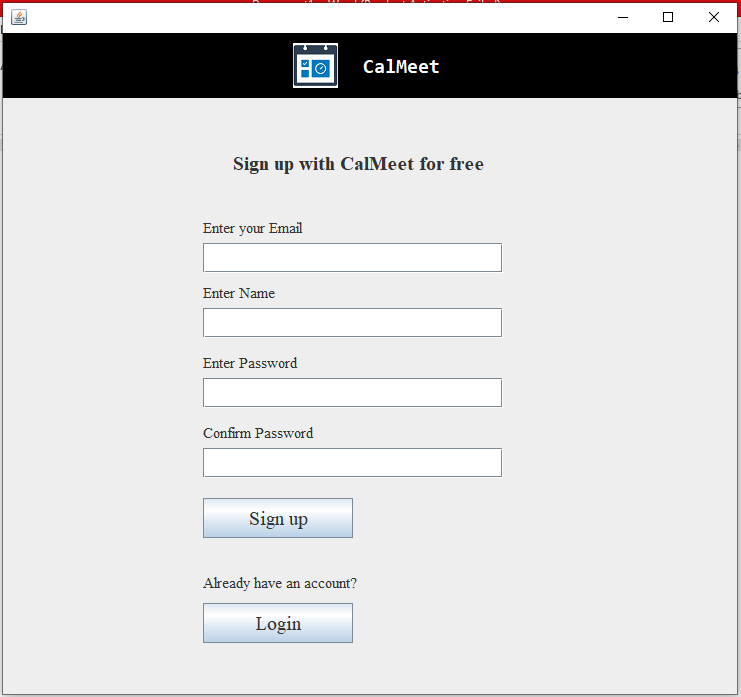 CalMeet
Sign up with CalMeet for free
Enter your Email
Enter Name
Enter Password
Confirm Password
Sign up
Already have an account?
Login